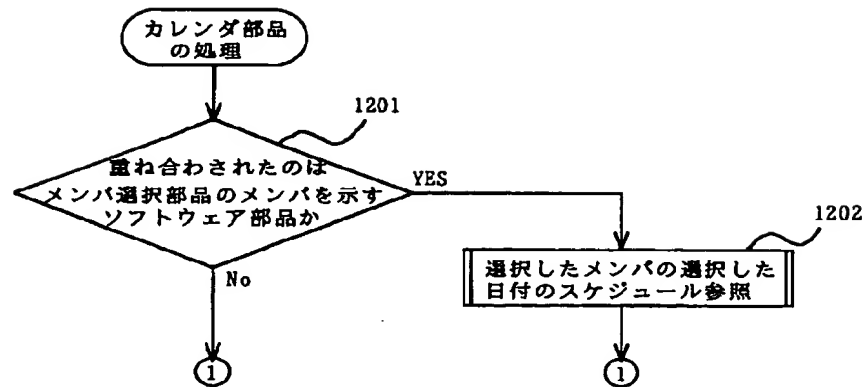 カレンダ部品
の処理
1201
重ね合わされたのは
メンバ選択部品のメンバを示す
ソフトウェア部品か
YES
1202
選択したメンバの選択した
日付のスケジュール参照
No
1
1